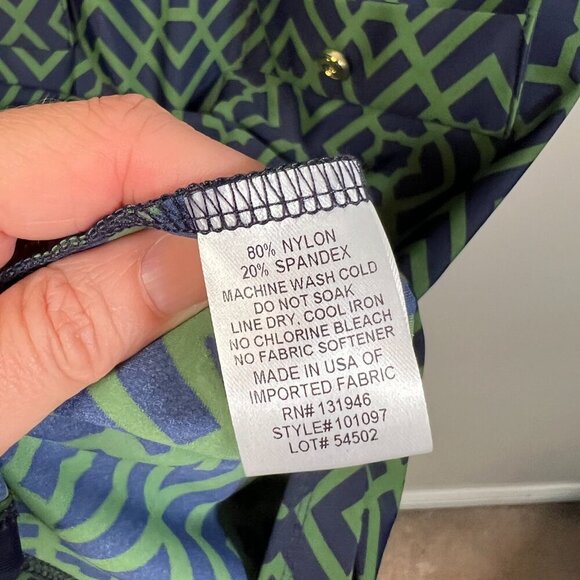 80% NYLON
20% SPANDEX
MACHINE WASH COLD
DO NOT SOAK
LINE DRY, COOL IRON
NO CHLORINE BLEACH
NO FABRIC SOFTENER
MADE IN USA OF
IMPORTED FABRIC
RN# 131946
STYLE#101097
LOT# 54502